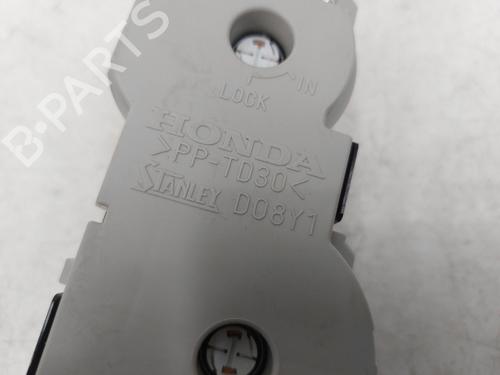 B-PARTS
IN
LOCK
HONDA
>PP-TD30<
STANLEY D08Y1